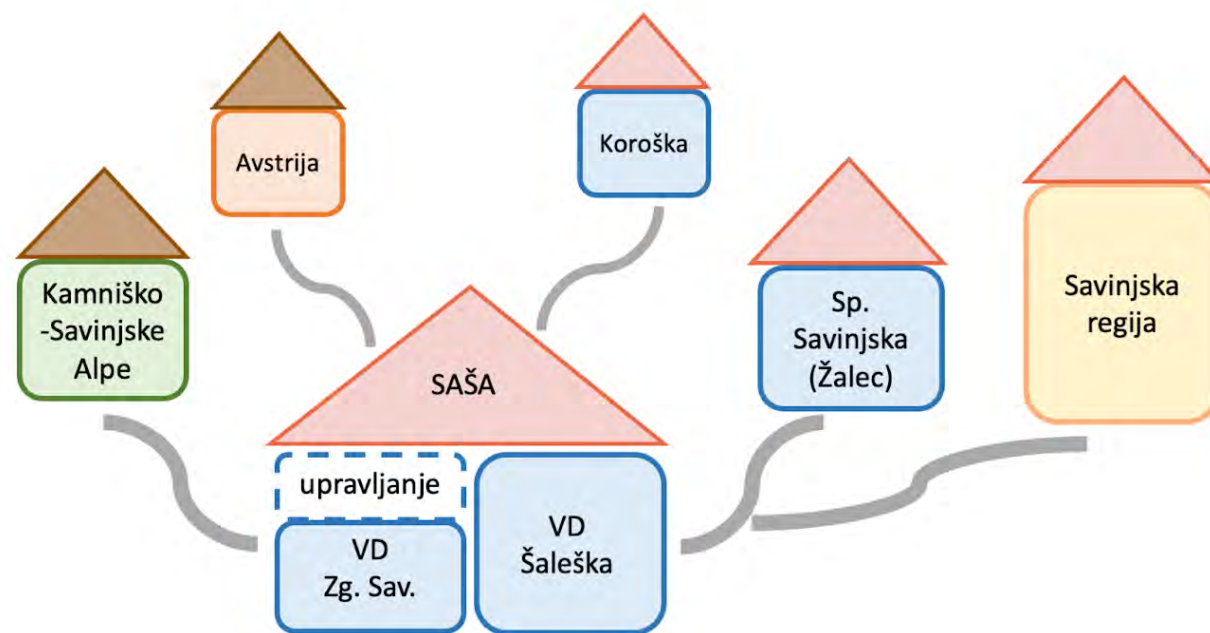 Avstrija
Koroška
Kamniško
-Savinjske
Alpe
Sp.
Savinjska
(Žalec)
Savinjska
regija
SAŠA
upravljanje
VD
Zg. Sav.
VD
Šaleška